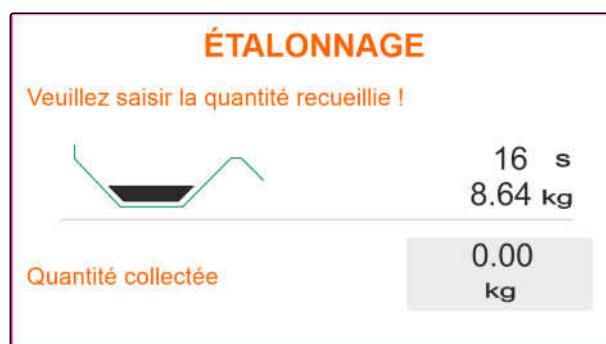 ÉTALONNAGE
Veuillez saisir la quantité recueillie !
16 s
8.64 kg
Quantité collectée
0.00
kg